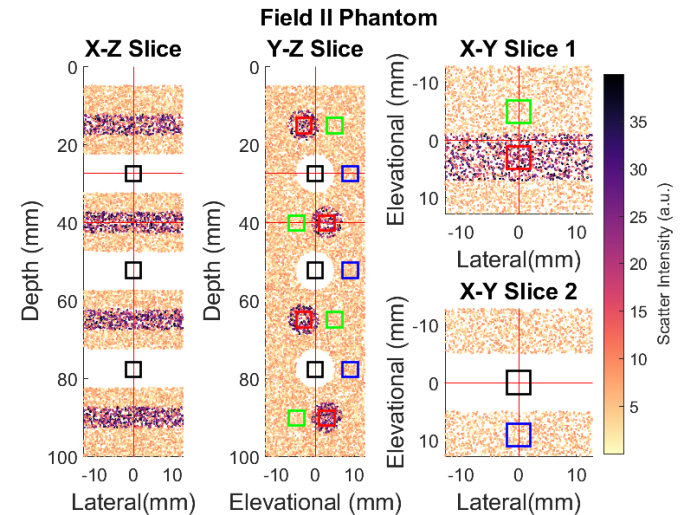 Field II Phantom
X-Z Slice
Y-Z Slice
X-Y Slice 1
0
20
40
60
80
100
Depth (mm)
-10 0 10
Lateral(mm)
0
20
40
60
80
100
Depth (mm)
-10 0 10
Elevational (mm)
-10
0
10
Elevational (mm)
-10 0 10
Lateral(mm)
X-Y Slice 2
-10
0
10
Elevational (mm)
-10 0 10
Lateral(mm)
35
30
25
20
15
10
5
Scatter Intensity (a.u.)